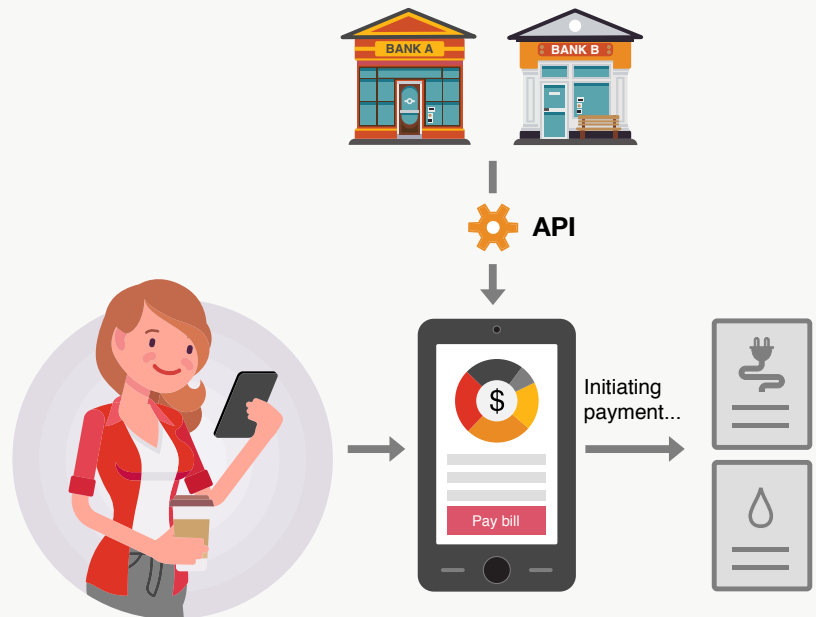 BANK A
BANK B
API
$
Initiating
payment...
Pay bill